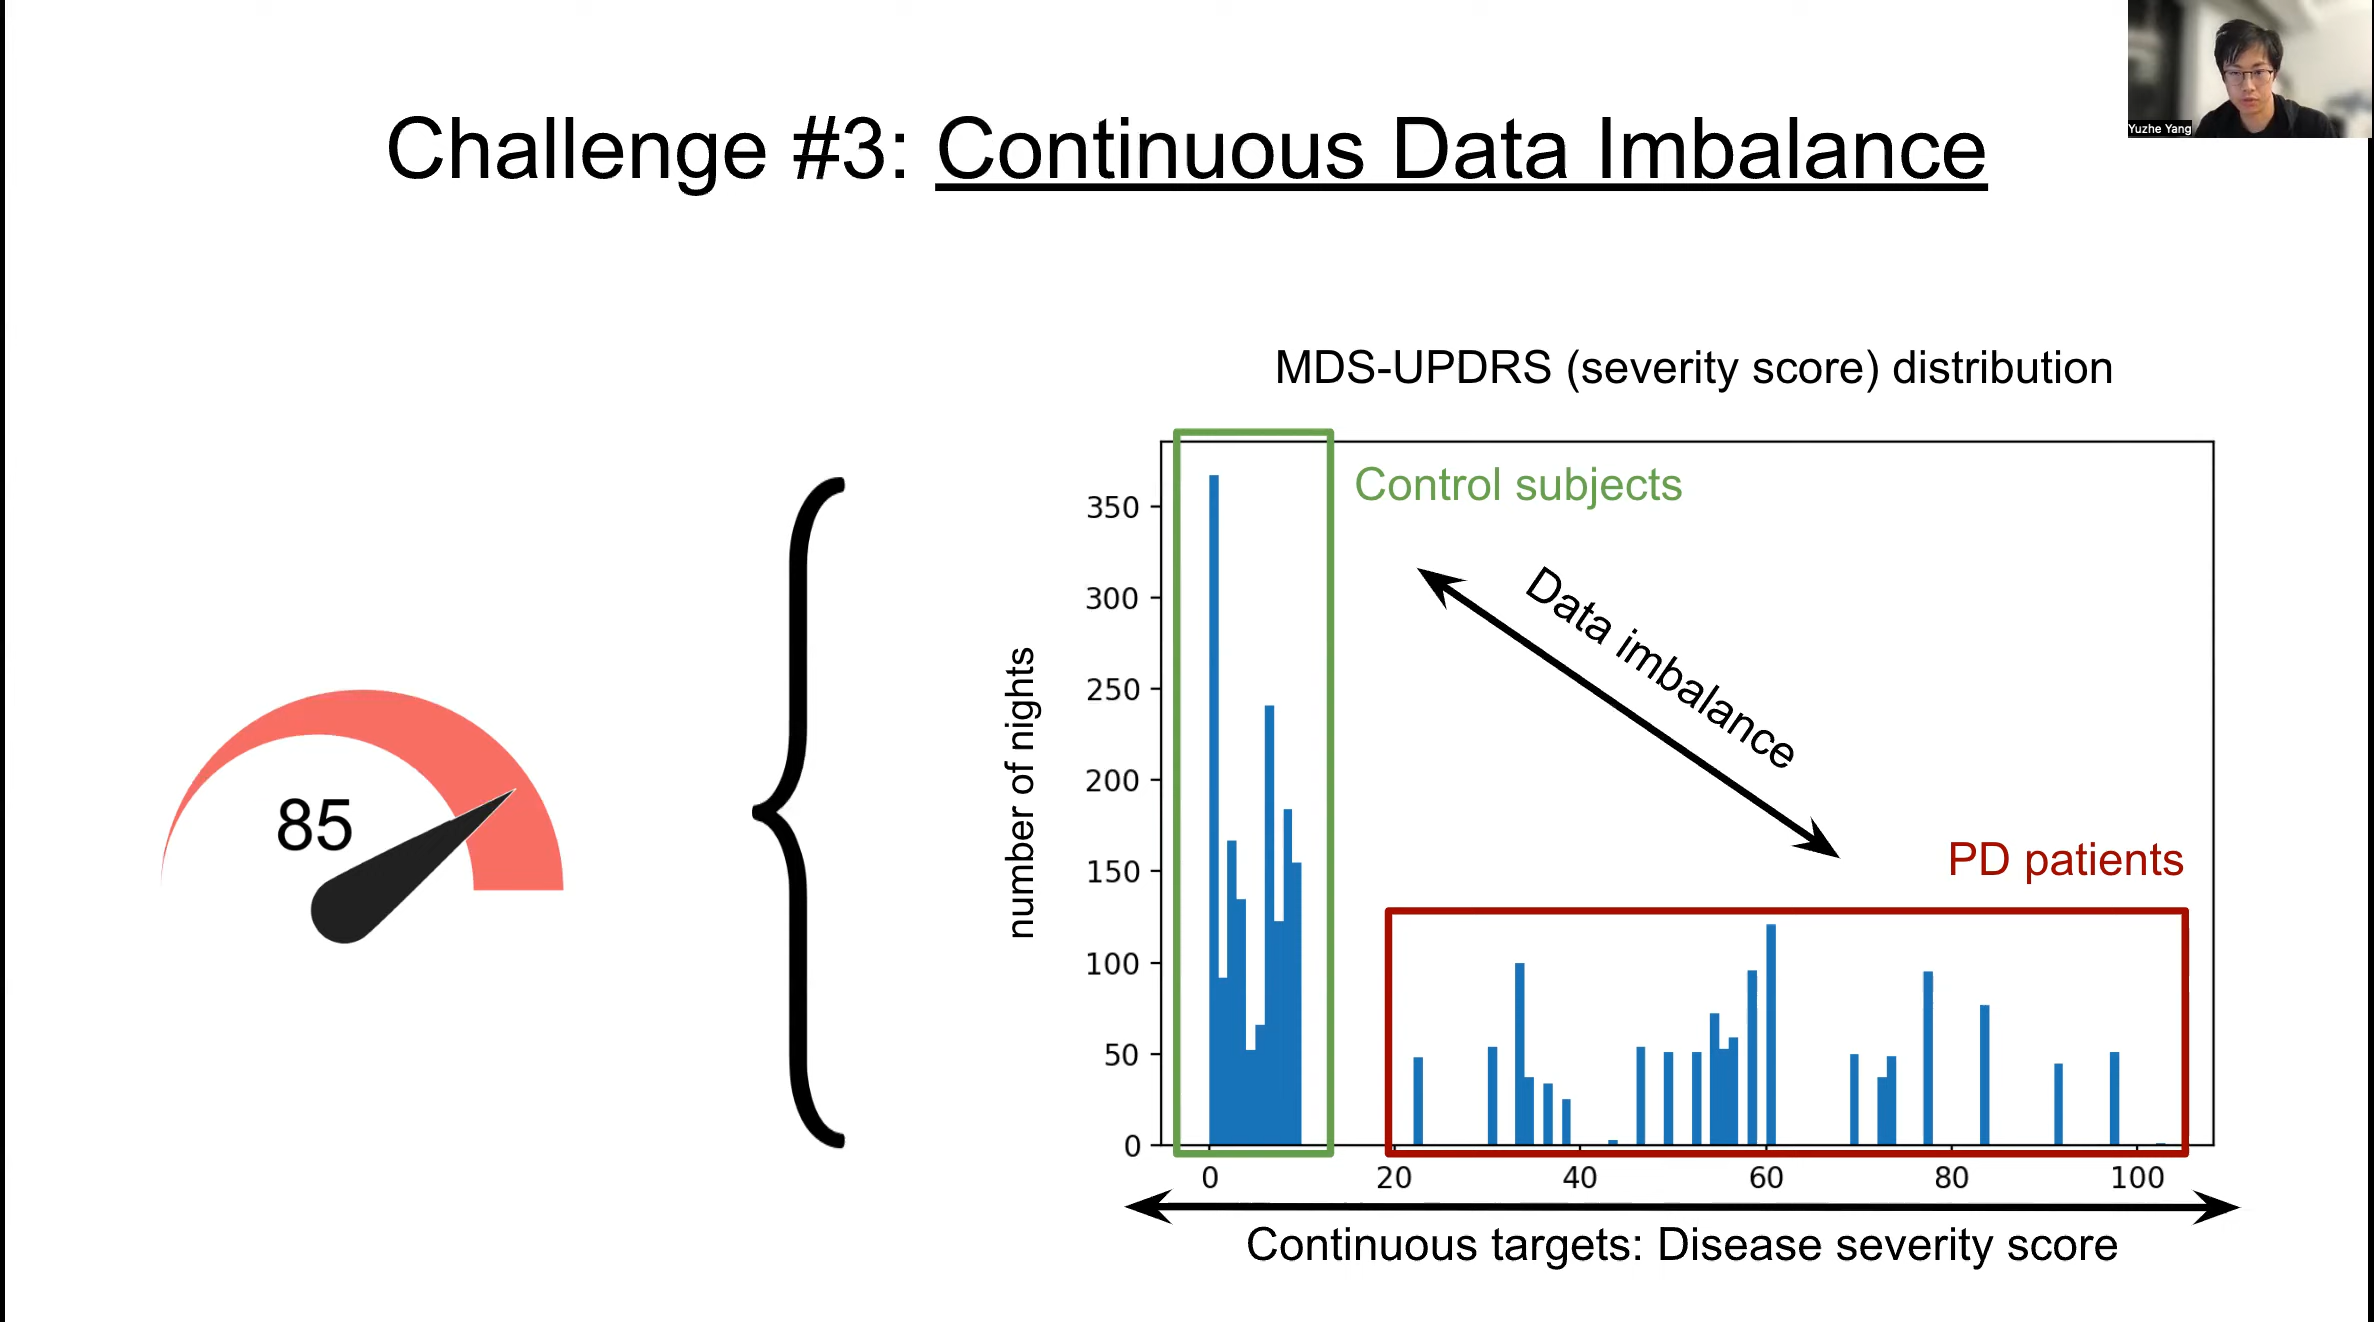 Yuzhe Yang
Challenge #3: Continuous Data Imbalance
MDS-UPDRS (severity score) distribution
Control subjects
Data imbalance
PD patients
number of nights
350
300
250
200
150
100
50
0
0 20 40 60 80 100
Continuous targets: Disease severity score
85